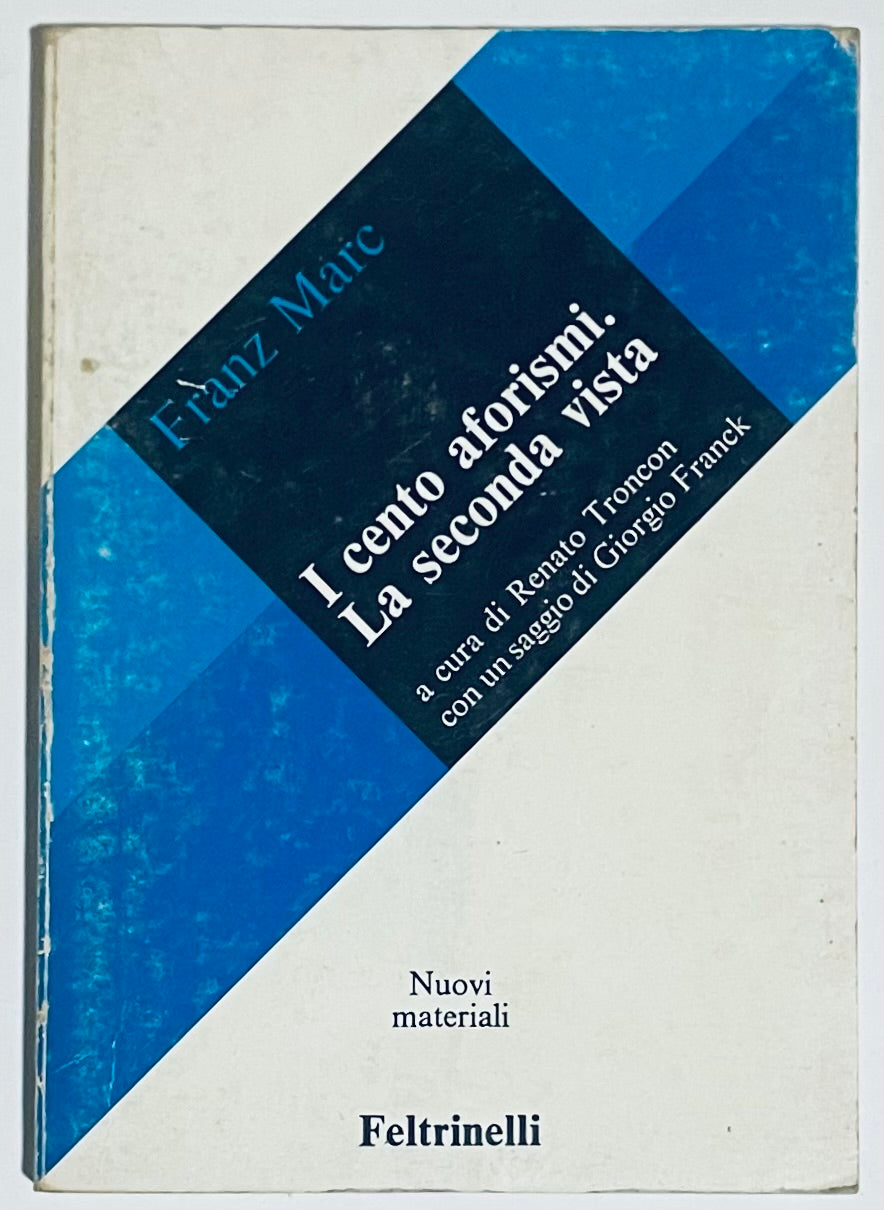 Franz Marc
I cento aforismi.
La seconda vista
a cura di Renato Troncon
con un saggio di Giorgio Franck
Nuovi
materiali
Feltrinelli